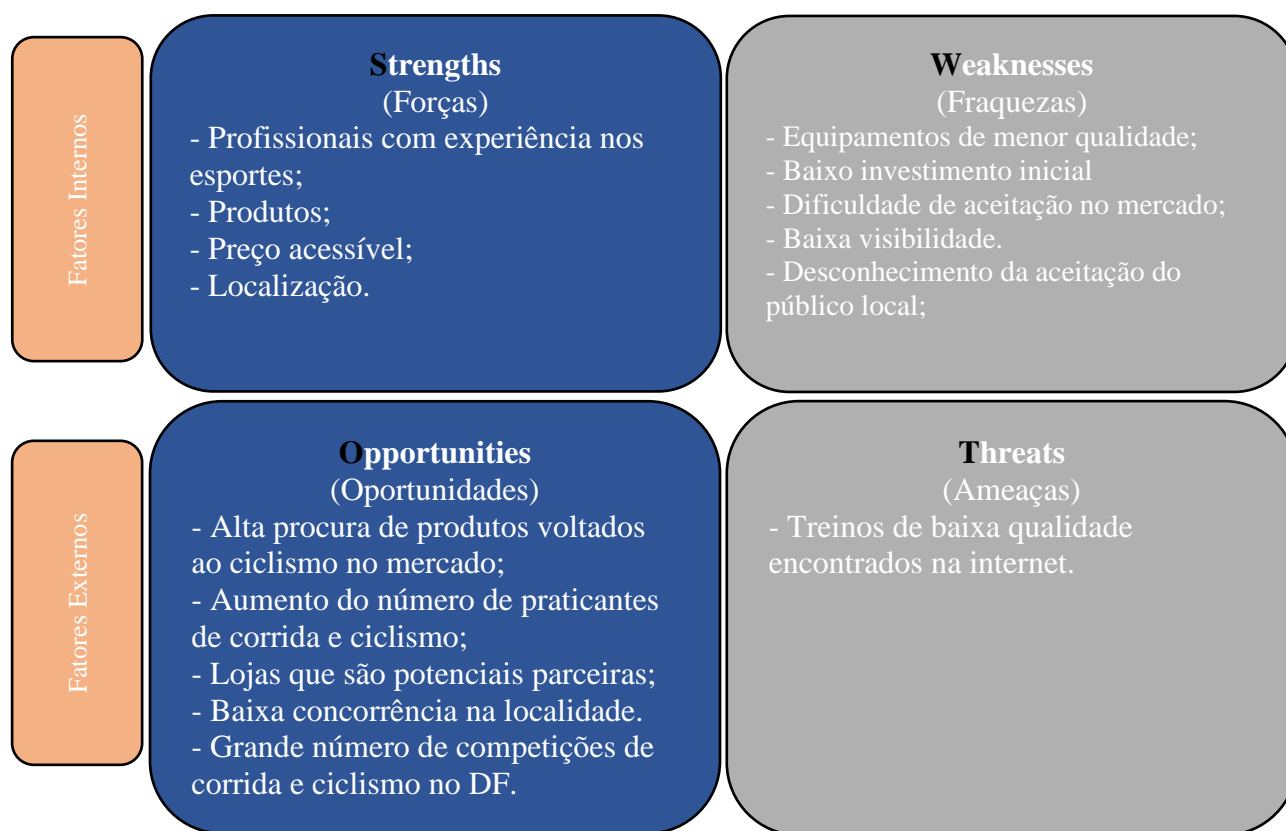 Fatores Internos
Strengths
(Forças)
- Profissionais com experiência nos
esportes;
- Produtos;
- Preço acessível;
- Localização.
Weaknesses
(Fraquezas)
- Equipamentos de menor qualidade;
- Baixo investimento inicial
- Dificuldade de aceitação no mercado;
- Baixa visibilidade.
- Desconhecimento da aceitação do
público local;
Fatores Externos
Opportunities
(Oportunidades)
- Alta procura de produtos voltados
ao ciclismo no mercado;
- Aumento do número de praticantes
de corrida e ciclismo;
- Lojas que são potenciais parceiras;
- Baixa concorrência na localidade.
- Grande número de competições de
corrida e ciclismo no DF.
Threats
(Ameaças)
- Treinos de baixa qualidade
encontrados na internet.